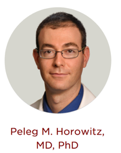 Peleg M. Horowitz,
MD, PhD